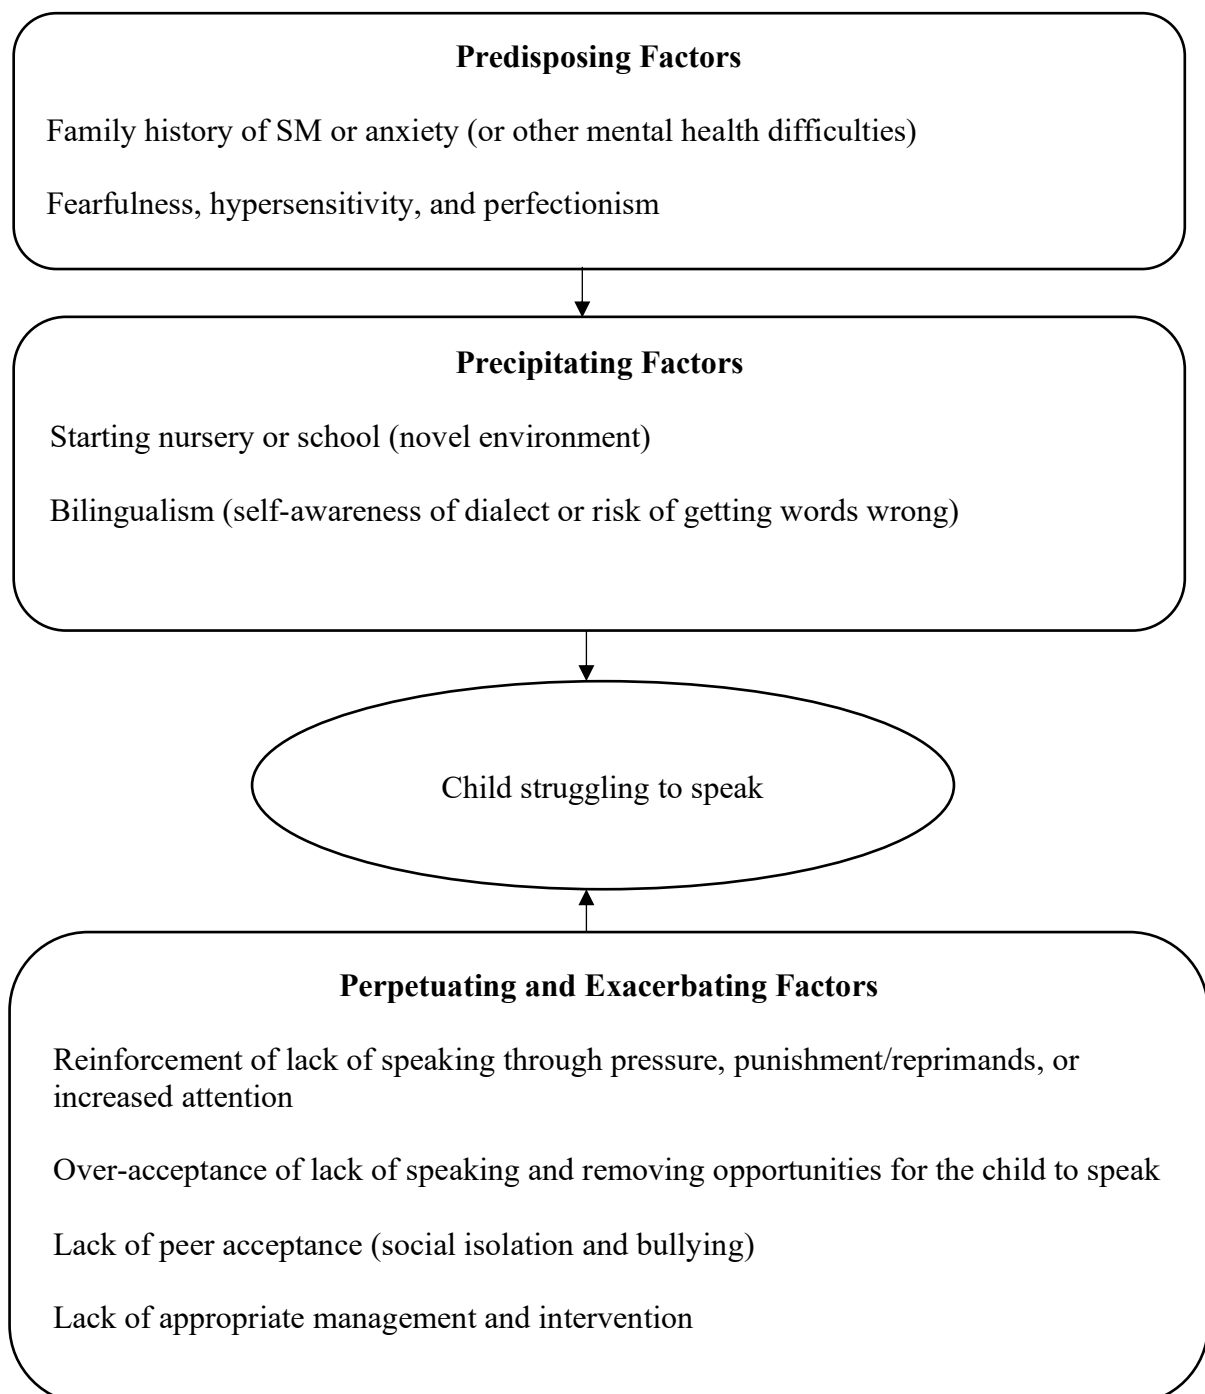 Predisposing Factors
Family history of SM or anxiety (or other mental health difficulties)
Fearfulness, hypersensitivity, and perfectionism
Precipitating Factors
Starting nursery or school (novel environment)
Bilingualism (self-awareness of dialect or risk of getting words wrong)
Child struggling to speak
Perpetuating and Exacerbating Factors
Reinforcement of lack of speaking through pressure, punishment/reprimands, or
increased attention
Over-acceptance of lack of speaking and removing opportunities for the child to speak
Lack of peer acceptance (social isolation and bullying)
Lack of appropriate management and intervention